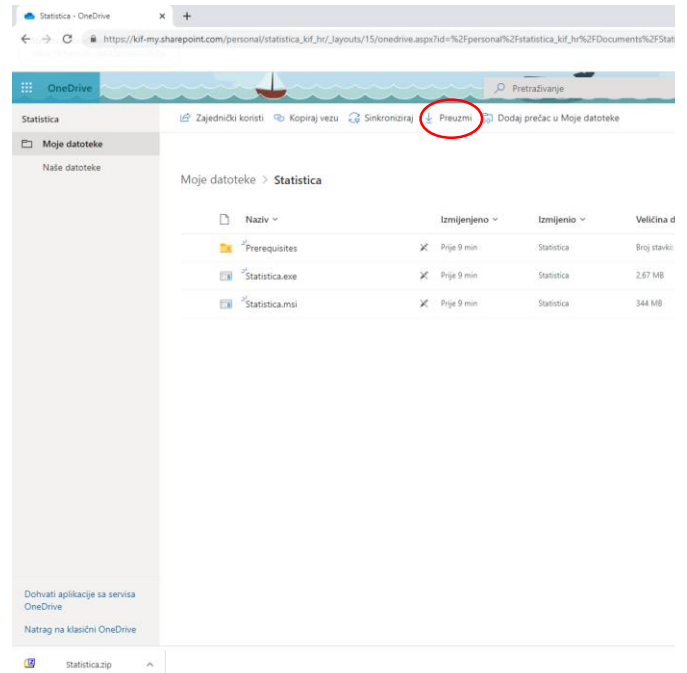 Statistica - OneDrive
https://kif-my.sharepoint.com/personal/statistica_kif_hr/_layouts/15/onedrive.aspx?id=%2Fpersonal%2Fstatistica_kif_hr%2FDocuments%2FStati
OneDrive
Pretraživanje
Statistica
Zajednički koristi Kopiraj vezu Sinkroniziraj Preuzmi Dodaj prečac u Moje datoteke
Moje datoteke
Naše datoteke
Moje datoteke > Statistica
Naziv Izmijenjeno Izmijenio Veličina d
Prerequisites Prije 9 min Statistica Broj stavki:
Statistica.exe Prije 9 min Statistica 2,67 MB
Statistica.msi Prije 9 min Statistica 344 MB
Dohvati aplikacije sa servisa
OneDrive
Natrag na klasični OneDrive
Statistica.zip